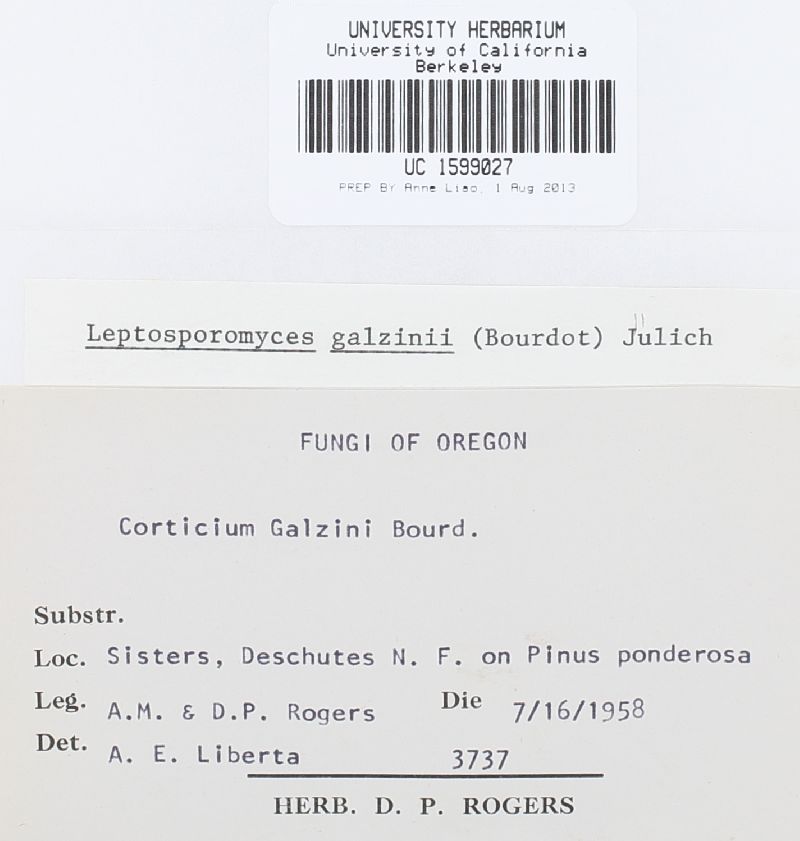 UNIVERSITY HERBARIUM
University of California
Berkeley
UC 1599027
PREP BY Anne Liao, 1 Aug 2013
Leptosporomyces galzinii (Bourdot) Jülich
FUNGI OF OREGON
Corticium Galzini Bourd.
Substr.
Loc. Sisters, Deschutes N. F. on Pinus ponderosa
Leg. A.M. & D.P. Rogers Die 7/16/1958
Det. A. E. Liberta 3737
HERB. D. P. ROGERS